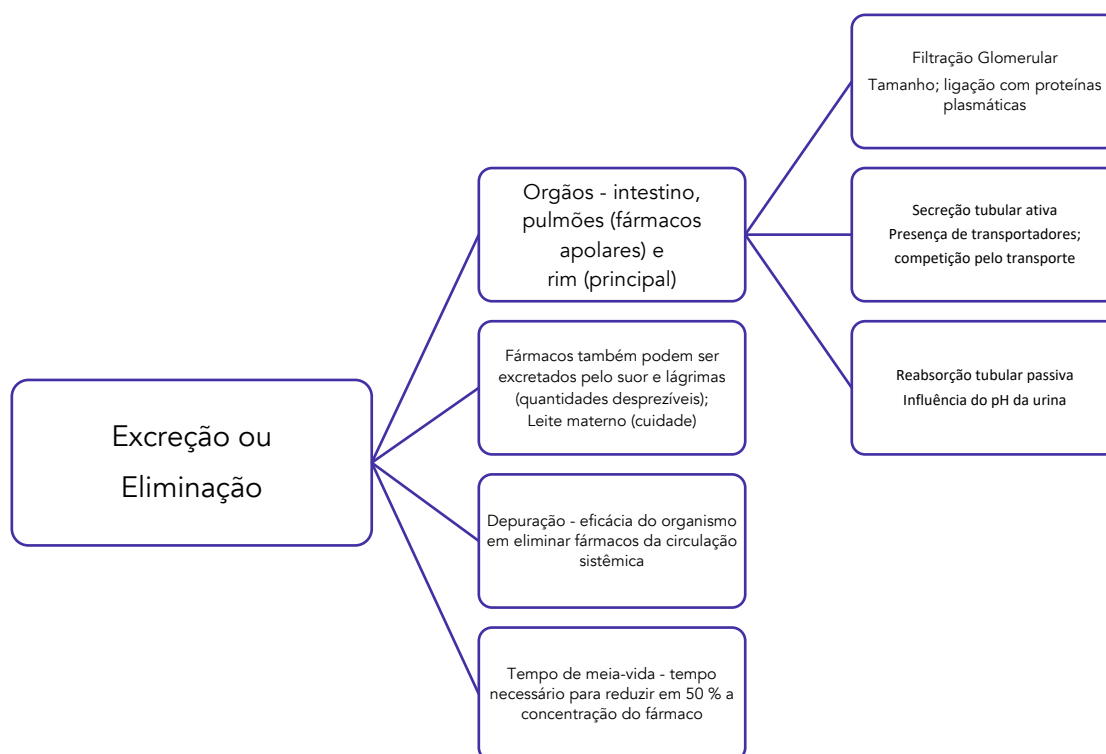 Excreção ou
Eliminação
Orgãos - intestino,
pulmões (fármacos
apolares) e
rim (principal)
Filtração Glomerular
Tamanho; ligação com proteínas
plasmáticas
Secreção tubular ativa
Presença de transportadores;
competição pelo transporte
Reabsorção tubular passiva
Influência do pH da urina
Fármacos também podem ser
excretados pelo suor e lágrimas
(quantidades desprezíveis);
Leite materno (cuidade)
Depuração - eficácia do organismo
em eliminar fármacos da circulação
sistêmica
Tempo de meia-vida - tempo
necessário para reduzir em 50 % a
concentração do fármaco